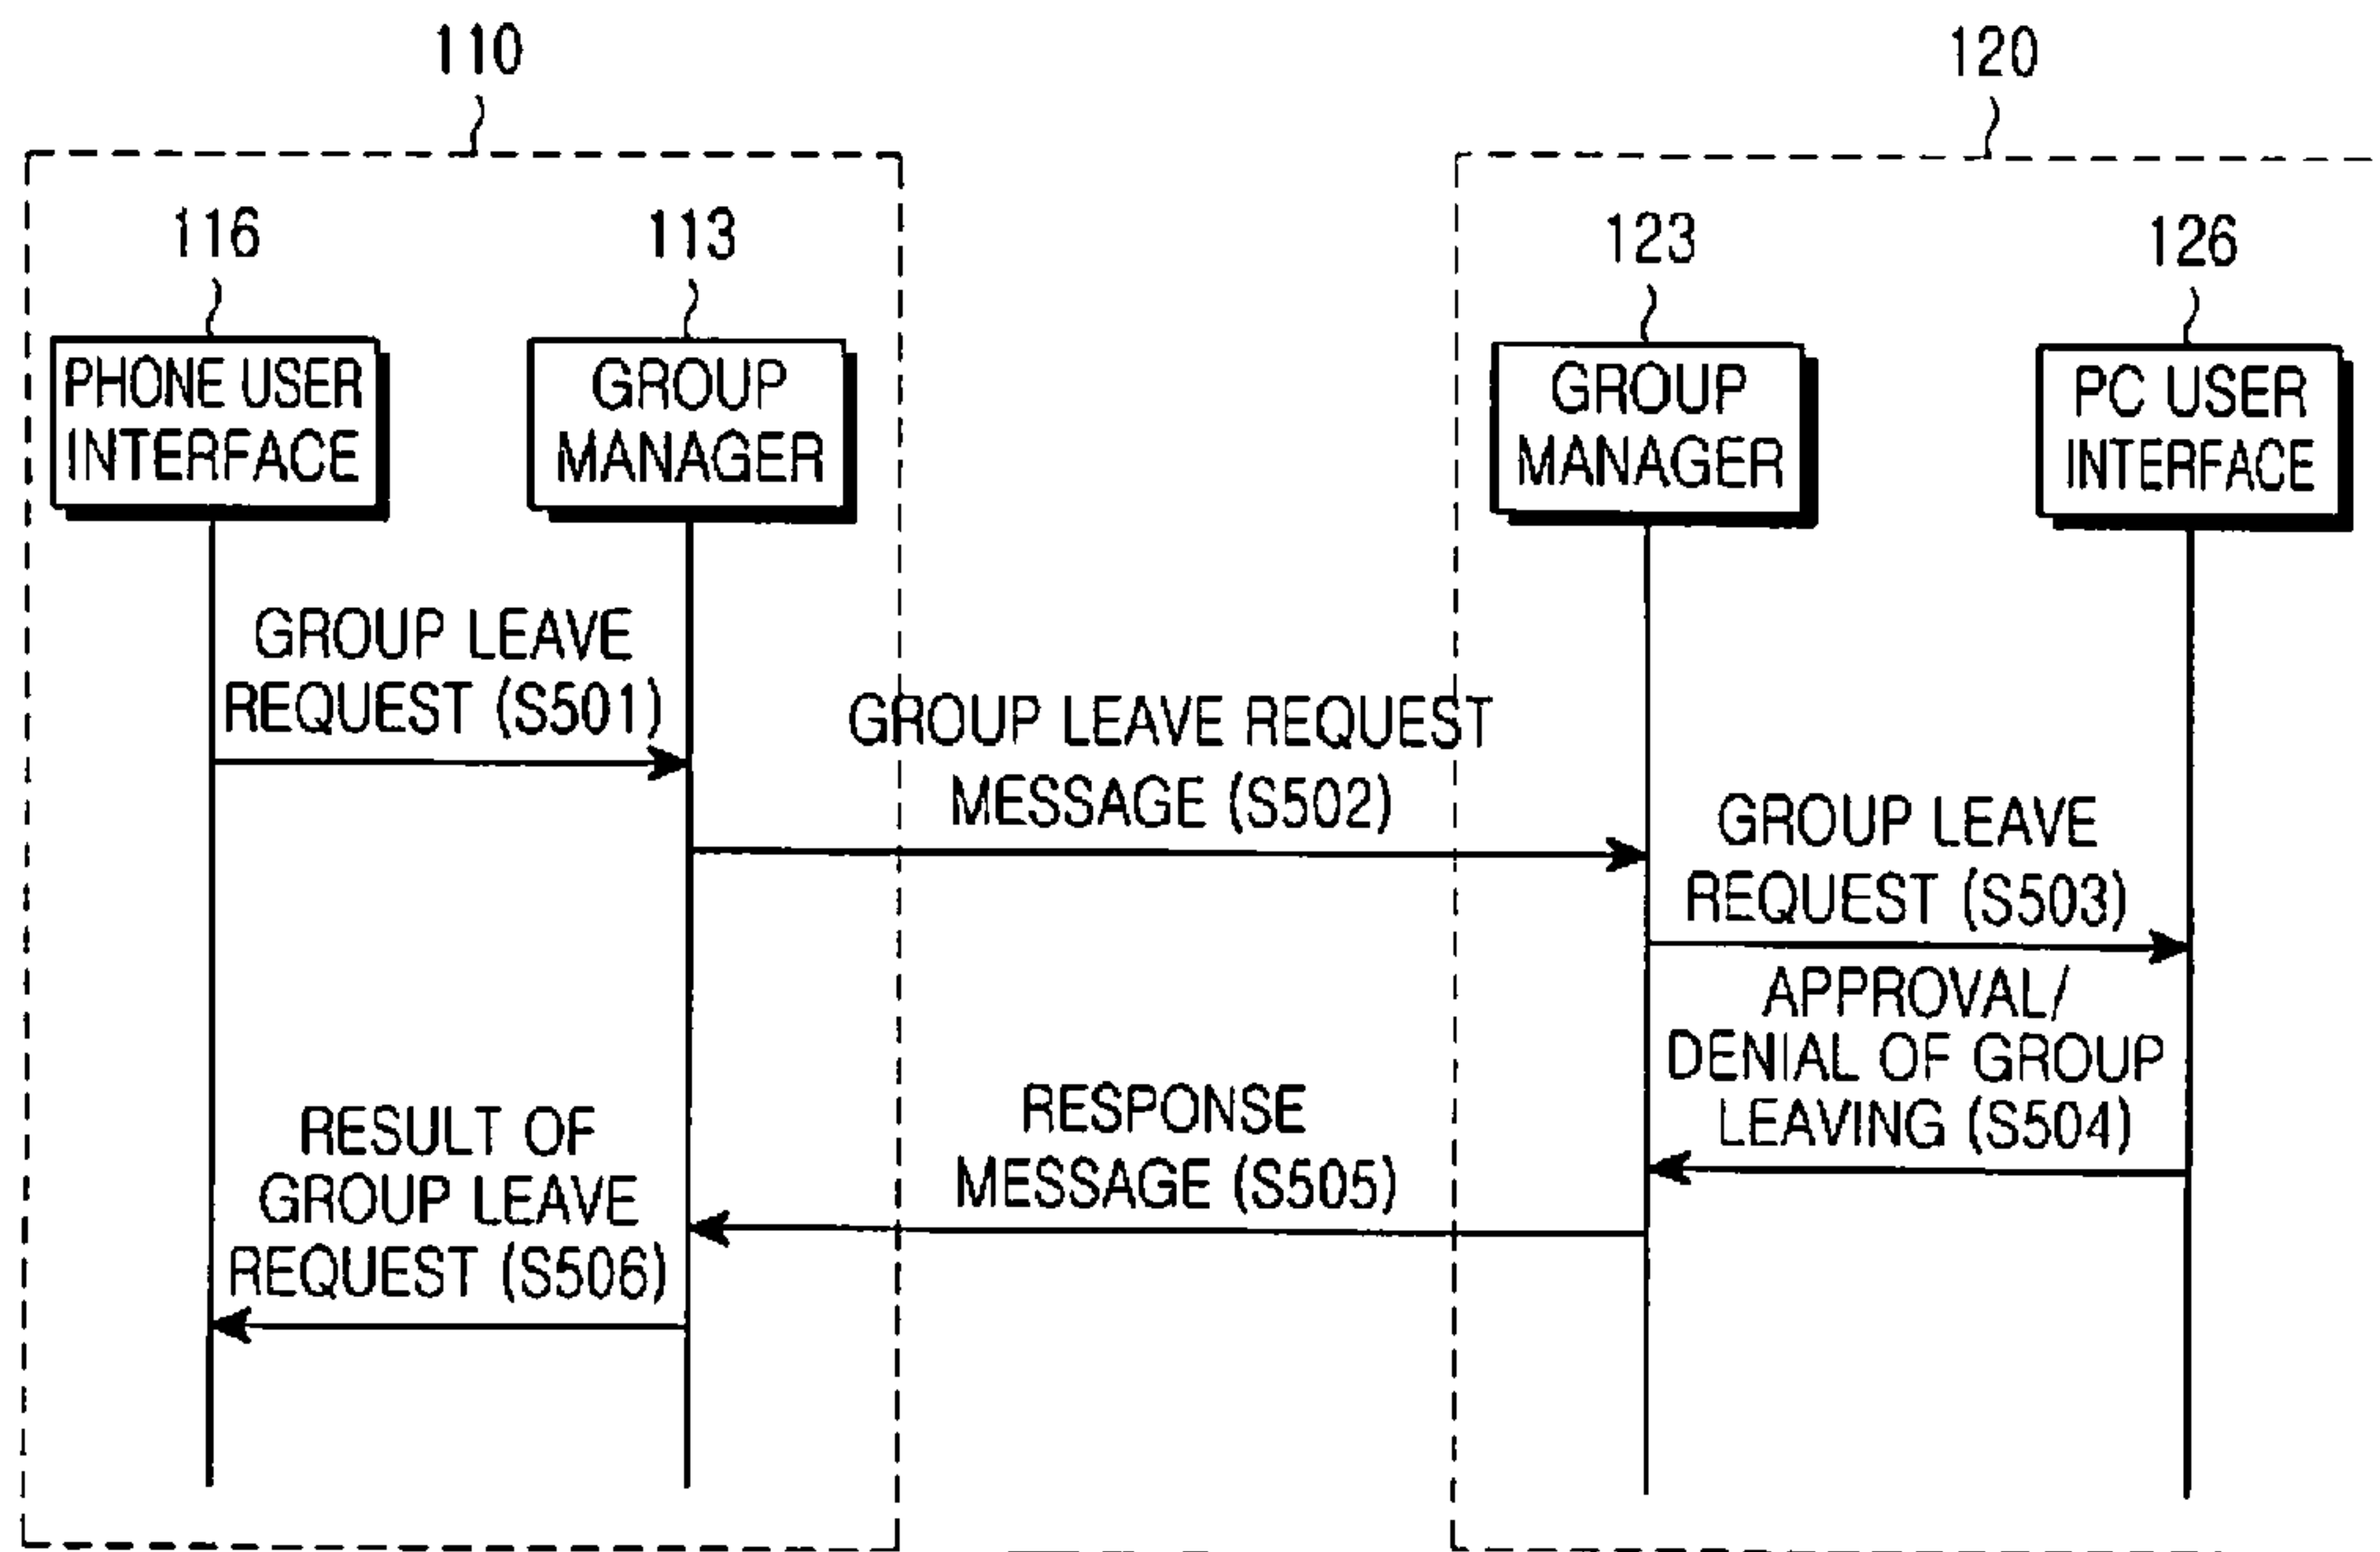 110
120
116
113
123
126
PHONE USER
INTERFACE
GROUP
MANAGER
GROUP
MANAGER
PC USER
INTERFACE
GROUP LEAVE
REQUEST (S501)
GROUP LEAVE REQUEST
MESSAGE (S502)
GROUP LEAVE
REQUEST (S503)
APPROVAL/
DENIAL OF GROUP
LEAVING (S504)
RESPONSE
MESSAGE (S505)
RESULT OF
GROUP LEAVE
REQUEST (S506)